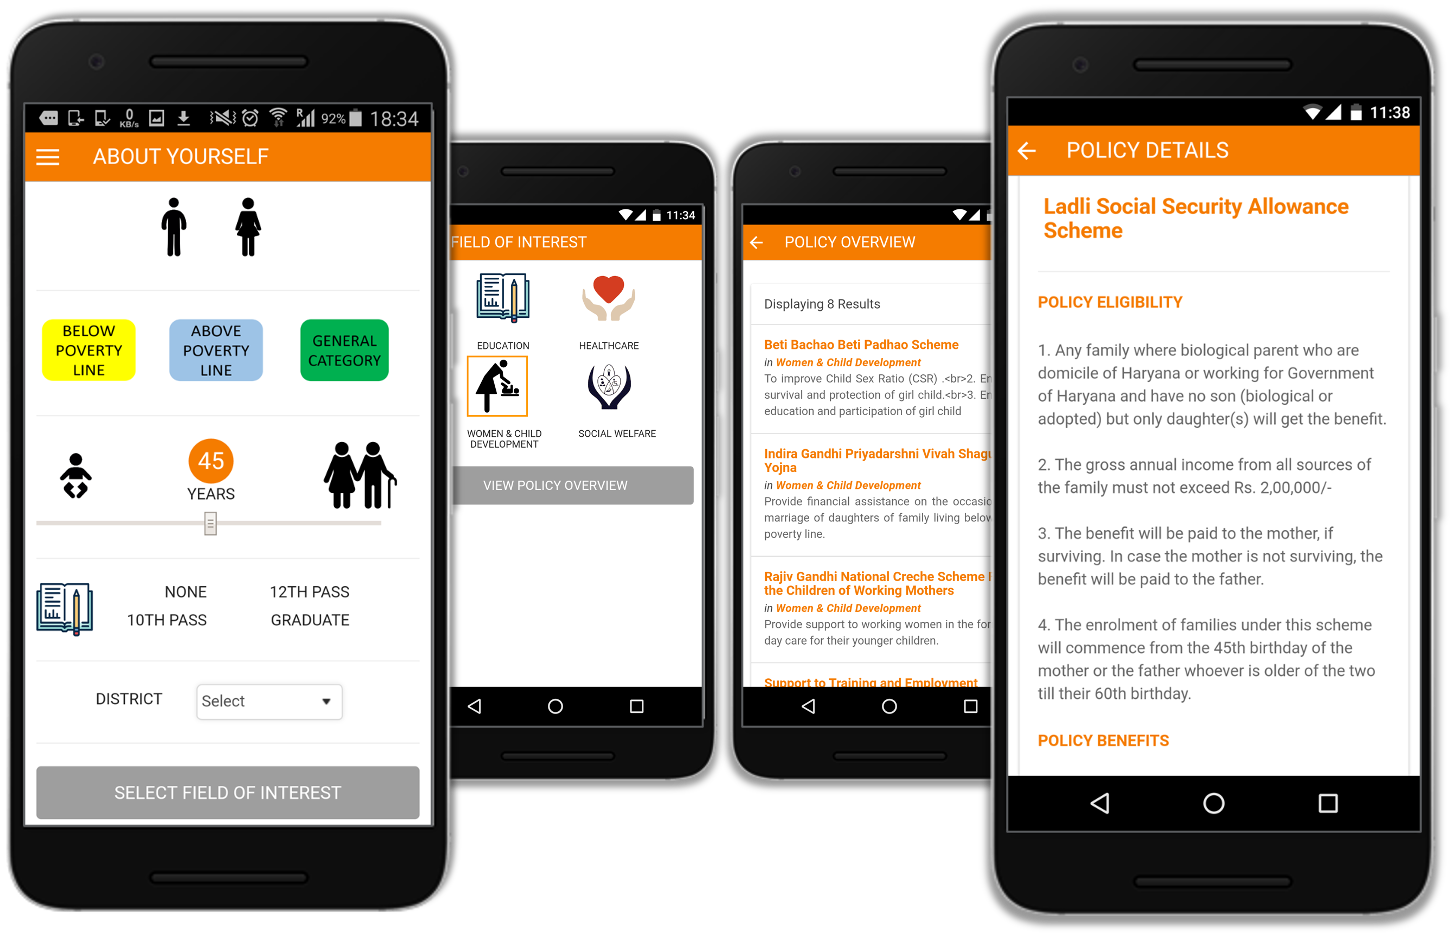 0
KB/s
R
92%
18:34
ABOUT YOURSELF
BELOW
POVERTY
LINE
ABOVE
POVERTY
LINE
GENERAL
CATEGORY
45
YEARS
NONE
12TH PASS
10TH PASS
GRADUATE
DISTRICT
Select
SELECT FIELD OF INTEREST
11:34
FIELD OF INTEREST
EDUCATION
HEALTHCARE
WOMEN & CHILD
DEVELOPMENT
SOCIAL WELFARE
VIEW POLICY OVERVIEW
POLICY OVERVIEW
Displaying 8 Results
Beti Bachao Beti Padhao Scheme
in Women & Child Development
To improve Child Sex Ratio (CSR) .<br>2. En
survival and protection of girl child.<br>3. En
education and participation of girl child
Indira Gandhi Priyadarshni Vivah Shagu
Yojna
in Women & Child Development
Provide financial assistance on the occasio
marriage of daughters of family living below
poverty line.
Rajiv Gandhi National Creche Scheme
the Children of Working Mothers
in Women & Child Development
Provide support to working women in the for
day care for their younger children.
Support to Training and Employment
11:38
POLICY DETAILS
Ladli Social Security Allowance
Scheme
POLICY ELIGIBILITY
1. Any family where biological parent who are
domicile of Haryana or working for Government
of Haryana and have no son (biological or
adopted) but only daughter(s) will get the benefit.
2. The gross annual income from all sources of
the family must not exceed Rs. 2,00,000/-
3. The benefit will be paid to the mother, if
surviving. In case the mother is not surviving, the
benefit will be paid to the father.
4. The enrolment of families under this scheme
will commence from the 45th birthday of the
mother or the father whoever is older of the two
till their 60th birthday.
POLICY BENEFITS